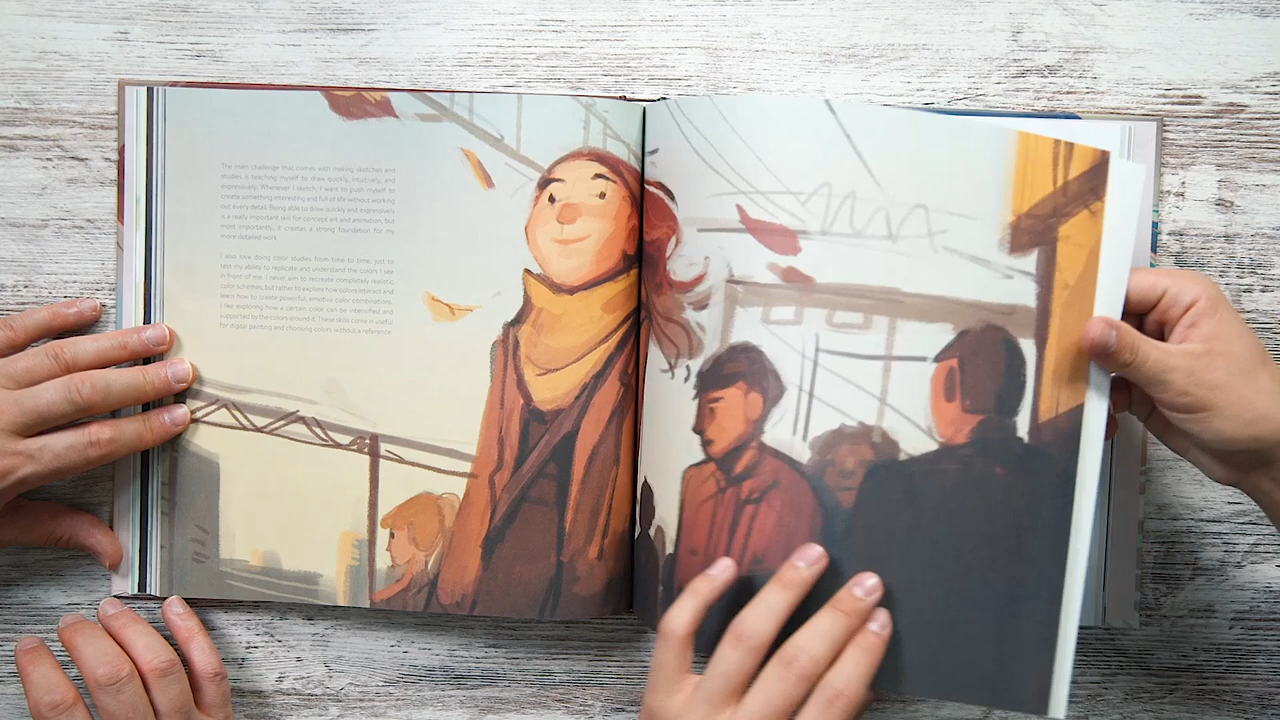 The main challenge that comes with making sketches and
studies is teaching myself to draw quickly, intuitively, and
expressively. Whenever I sketch, I want to push myself to
create something interesting and full of life without working
out every detail. Being able to draw quickly and expressively
is a really important skill for concept art and animation, but
most importantly, it creates a strong foundation for my
more detailed work.
I also love doing color studies from time to time, just to
test my ability to replicate and understand the colors I see
in front of me. I never aim to recreate completely realistic
color schemes, but rather to explore how colors interact and
learn how to create powerful, emotive color combinations.
I like exploring how a certain color can be intensified and
supported by the colors around it. These skills come in useful
for digital painting and choosing colors without a reference.